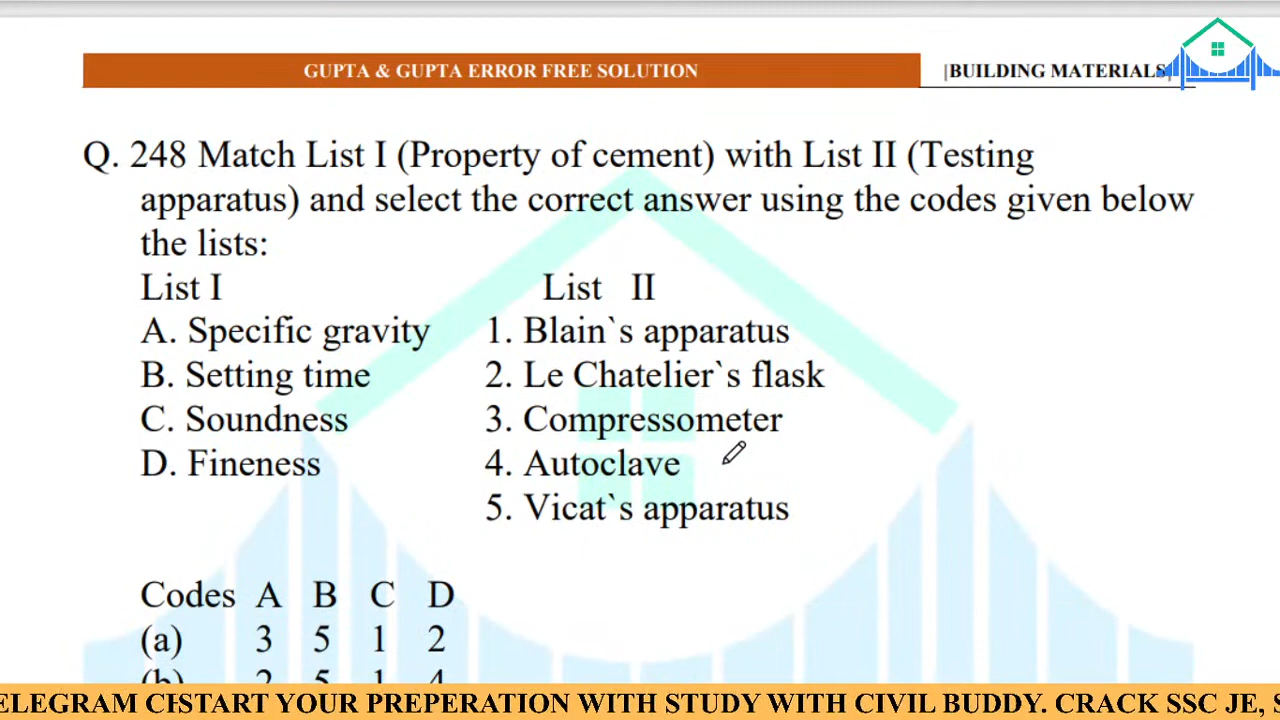 GUPTA & GUPTA ERROR FREE SOLUTION
|BUILDING MATERIALS|
Q. 248 Match List I (Property of cement) with List II (Testing
apparatus) and select the correct answer using the codes given below
the lists:
List I List II
A. Specific gravity 1. Blain`s apparatus
B. Setting time 2. Le Chatelier`s flask
C. Soundness 3. Compressometer
D. Fineness 4. Autoclave
5. Vicat`s apparatus
Codes A B C D
(a) 3 5 1 2
(b) 2 5 1 4
ELEGRAM CHSTART YOUR PREPERATION WITH STUDY WITH CIVIL BUDDY. CRACK SSC JE, S